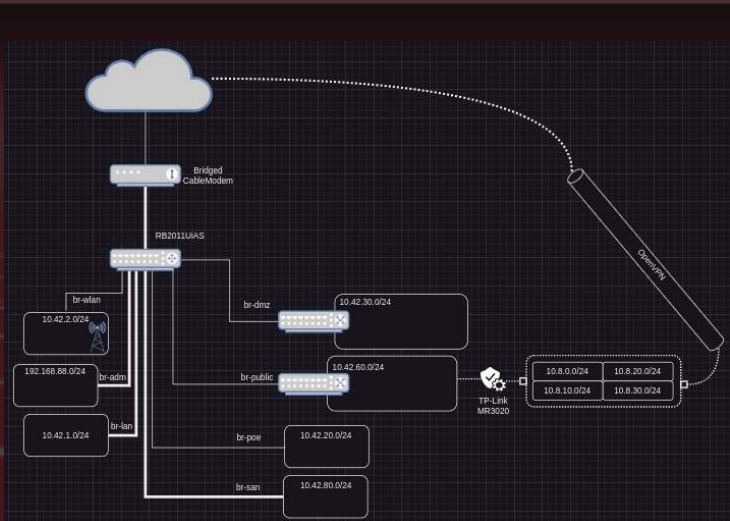 Bridged
CableModem
RB2011UiAS
OpenVPN
br-wlan
br-dmz
10.42.30.0/24
10.42.2.0/24
192.168.88.0/24
br-adm
br-public
10.42.60.0/24
TP-Link
MR3020
10.8.0.0/24
10.8.20.0/24
10.8.10.0/24
10.8.30.0/24
br-lan
10.42.1.0/24
br-poe
10.42.20.0/24
br-san
10.42.80.0/24